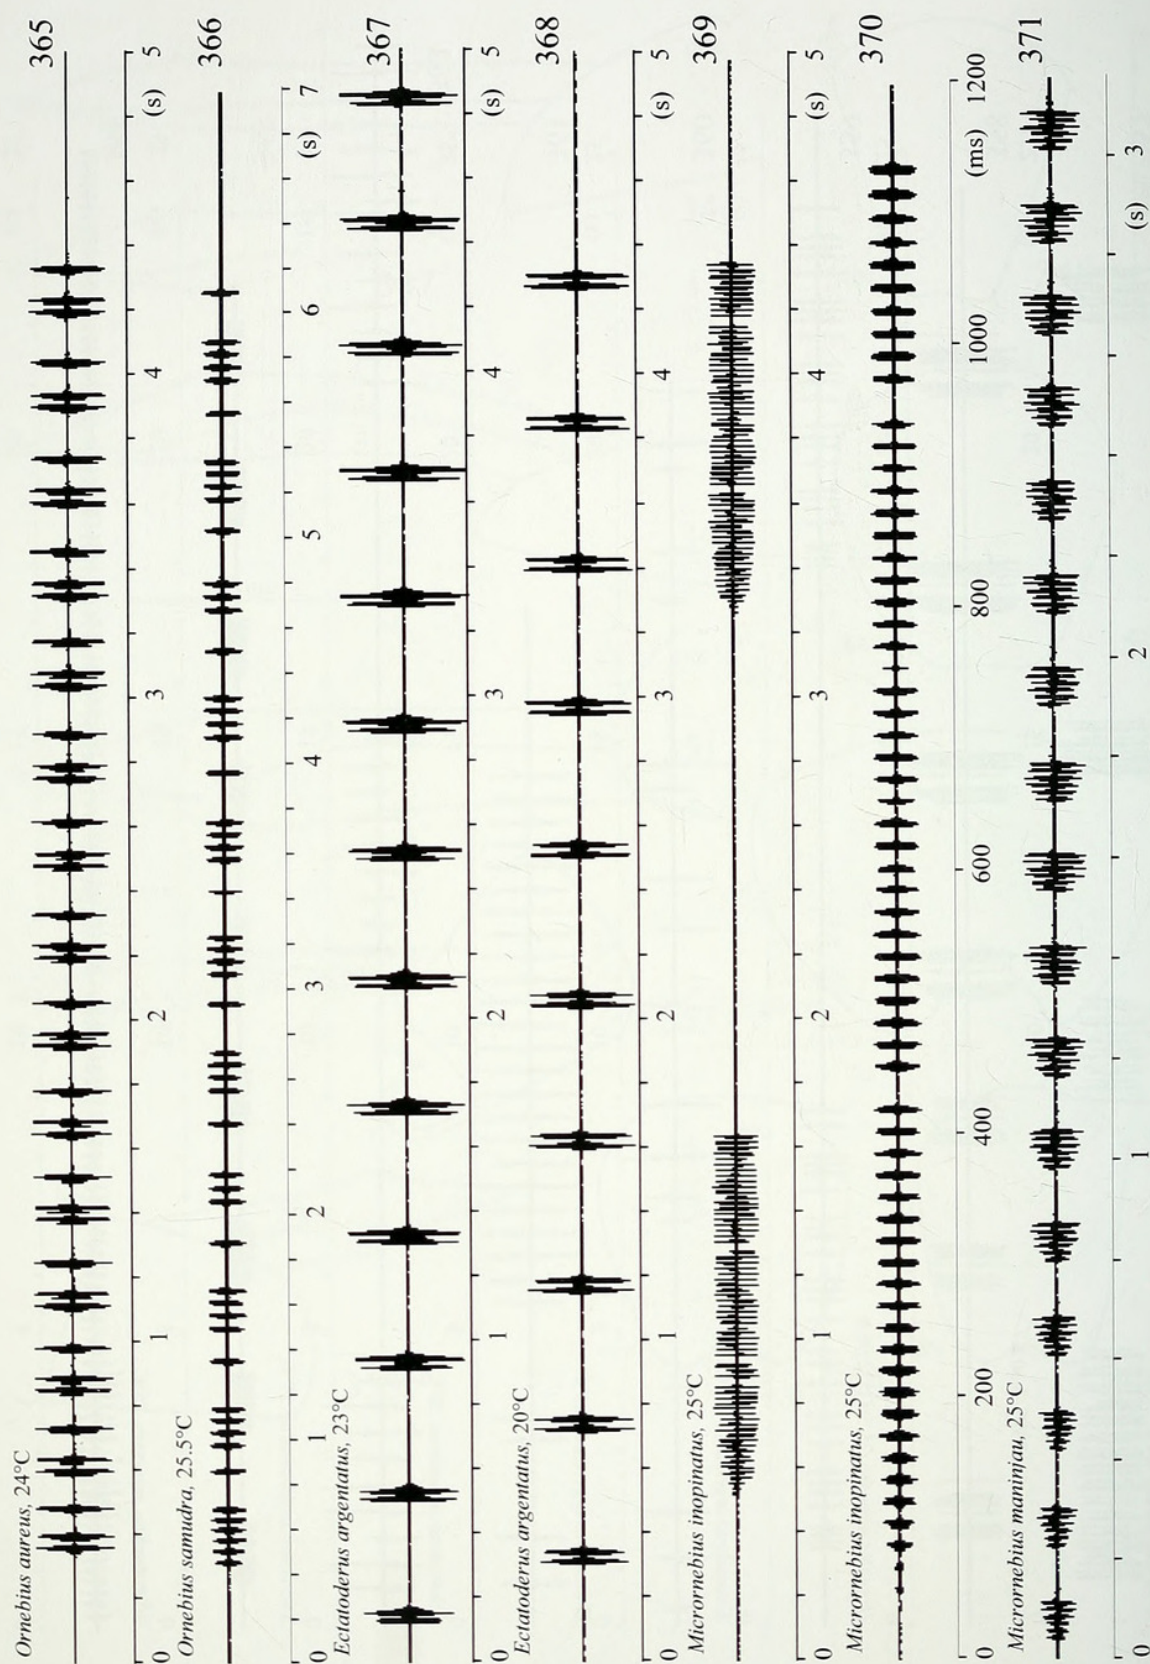 Ornebius aureus, 24°C
365
0 1 2 3 4 (s) 5
Ornebius samudra, 25.5°C
366
0 1 2 3 4 5 6 (s) 7
Ectatoderus argentatus, 23°C
367
0 1 2 3 4 (s) 5
Ectatoderus argentatus, 20°C
368
0 1 2 3 4 (s) 5
Micrornebius inopinatus, 25°C
369
0 1 2 3 4 (s) 5
Micrornebius inopinatus, 25°C
370
0 200 400 600 800 1000 (ms) 1200
Micrornebius maninjau, 25°C
371
0 1 2 (s) 3